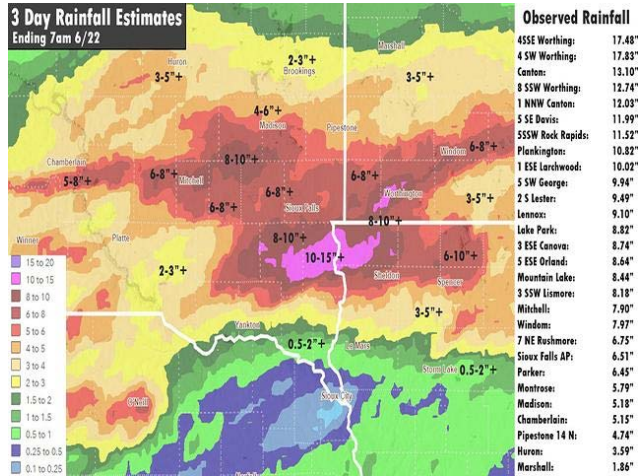 3 Day Rainfall Estimates
Ending 7am 6/22
Marshall
2-3"+
Brookings
Huron
3-5"+
3-5"+
4-6"+
Madison
Pipestone
8-10"+
Windom
6-8"+
Chamberlain
5-8"+
6-8"+
Mitchell
6-8"+
6-8"+
Worthington
6-8"+
Sioux Falls
3-5"+
8-10"+
Winner
Platte
8-10"+
10-15"+
6-10"+
2-3"+
Sheldon
Spencer
3-5"+
Yankton
0.5-2"+
Le Mars
Storm Lake
0.5-2"+
O'Neill
Sioux City
15 to 20
10 to 15
8 to 10
6 to 8
5 to 6
4 to 5
3 to 4
2 to 3
1.5 to 2
1 to 1.5
0.5 to 1
0.25 to 0.5
0.1 to 0.25
Observed Rainfall
4SSE Worthing: 17.48"
4 SW Worthing: 17.83"
Canton: 13.10"
8 SSW Worthing: 12.74"
1 NNW Canton: 12.03"
5 SE Davis: 11.99"
5SSW Rock Rapids: 11.52"
Plankington: 10.82"
1 ESE Larchwood: 10.02"
5 SW George: 9.94"
2 S Lester: 9.49"
Lennox: 9.10"
Lake Park: 8.82"
3 ESE Canova: 8.74"
5 ESE Orland: 8.64"
Mountain Lake: 8.44"
3 SSW Lismore: 8.18"
Mitchell: 7.90"
Windom: 7.97"
7 NE Rushmore: 6.75"
Sioux Falls AP: 6.51"
Parker: 6.45"
Montrose: 5.79"
Madison: 5.18"
Chamberlain: 5.15"
Pipestone 14 N: 4.74"
Huron: 3.59"
Marshall: 1.86"